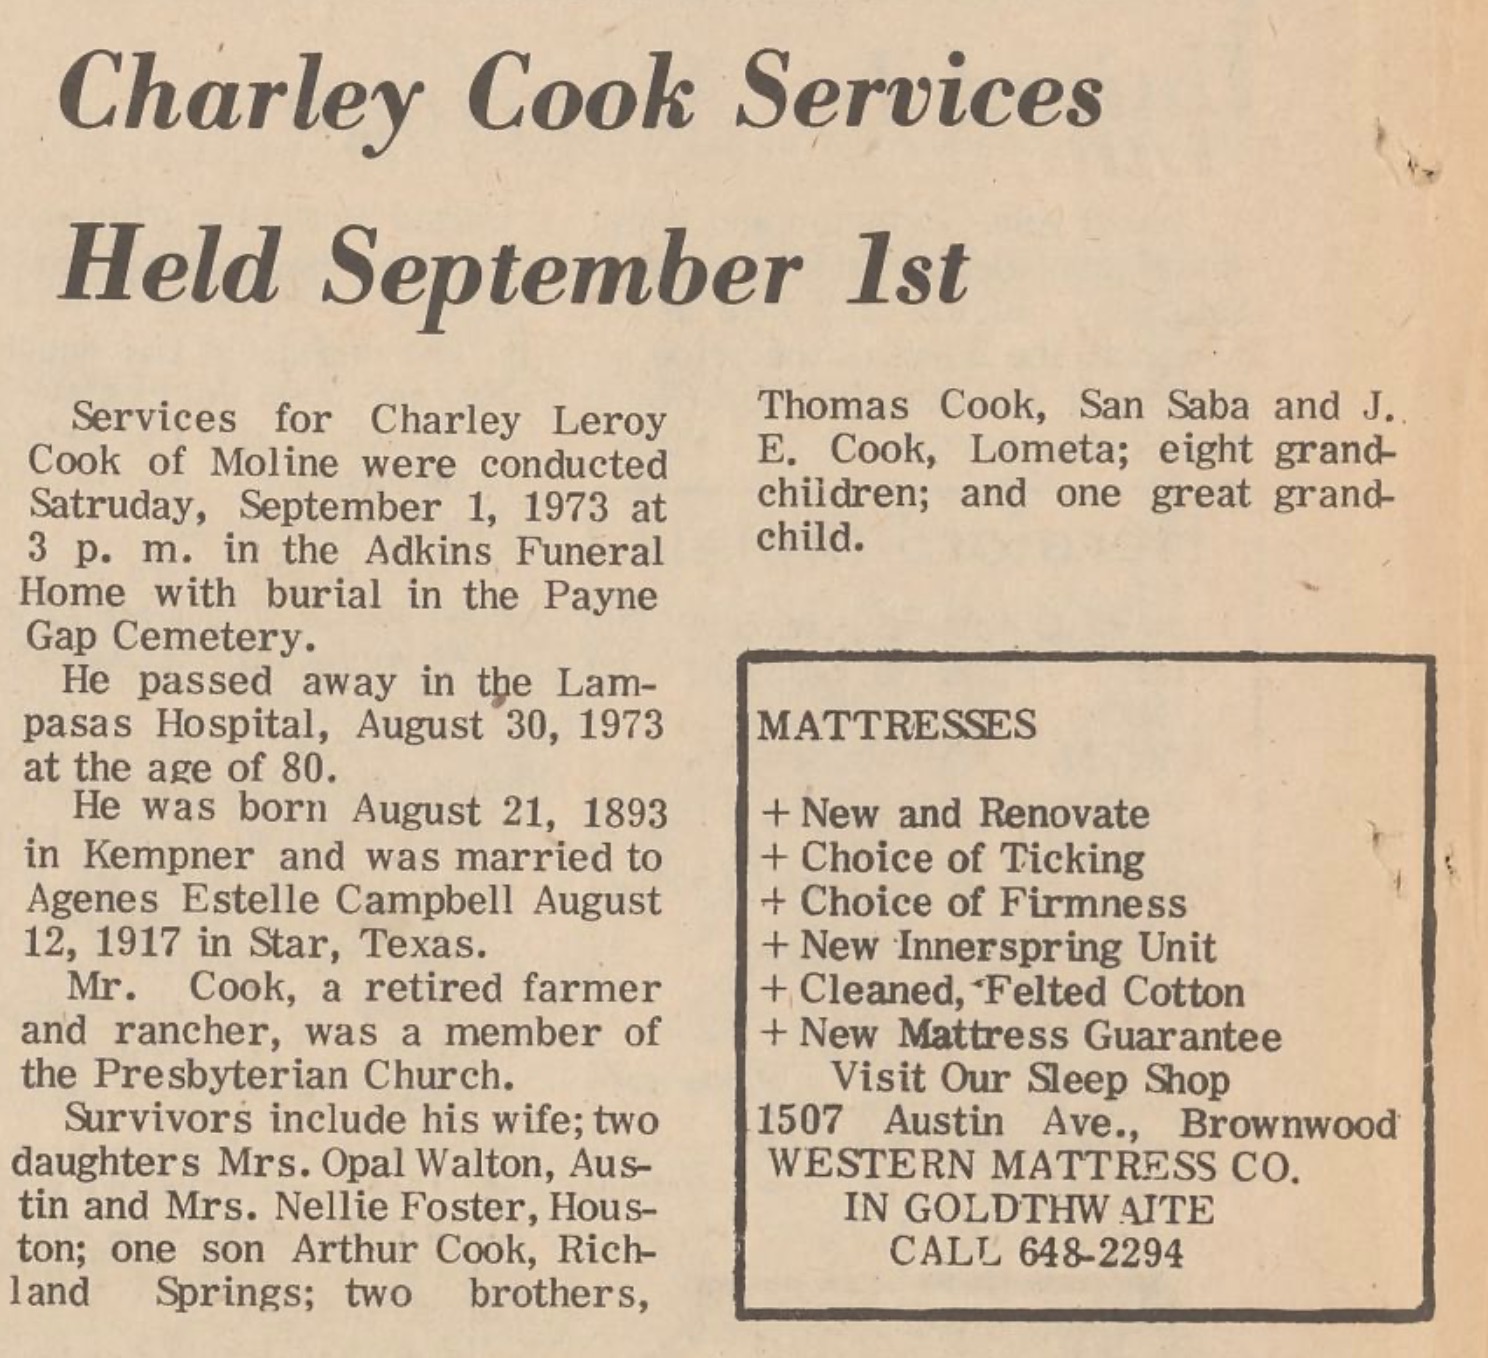 Charley Cook Services
Held September 1st
Services for Charley Leroy
Cook of Moline were conducted
Satruday, September 1, 1973 at
3 p. m. in the Adkins Funeral
Home with burial in the Payne
Gap Cemetery.
He passed away in the Lam-
pasas Hospital, August 30, 1973
at the age of 80.
He was born August 21, 1893
in Kempner and was married to
Agenes Estelle Campbell August
12, 1917 in Star, Texas.
Mr. Cook, a retired farmer
and rancher, was a member of
the Presbyterian Church.
Survivors include his wife; two
daughters Mrs. Opal Walton, Aus-
tin and Mrs. Nellie Foster, Hous-
ton; one son Arthur Cook, Rich-
land Springs; two brothers,
Thomas Cook, San Saba and J.
E. Cook, Lometa; eight grand-
children; and one great grand-
child.
MATTRESSES
+ New and Renovate
+ Choice of Ticking
+ Choice of Firmness
+ New Innerspring Unit
+ Cleaned, Felted Cotton
+ New Mattress Guarantee
Visit Our Sleep Shop
1507 Austin Ave., Brownwood
WESTERN MATTRESS CO.
IN GOLDTHWAITE
CALL 648-2294